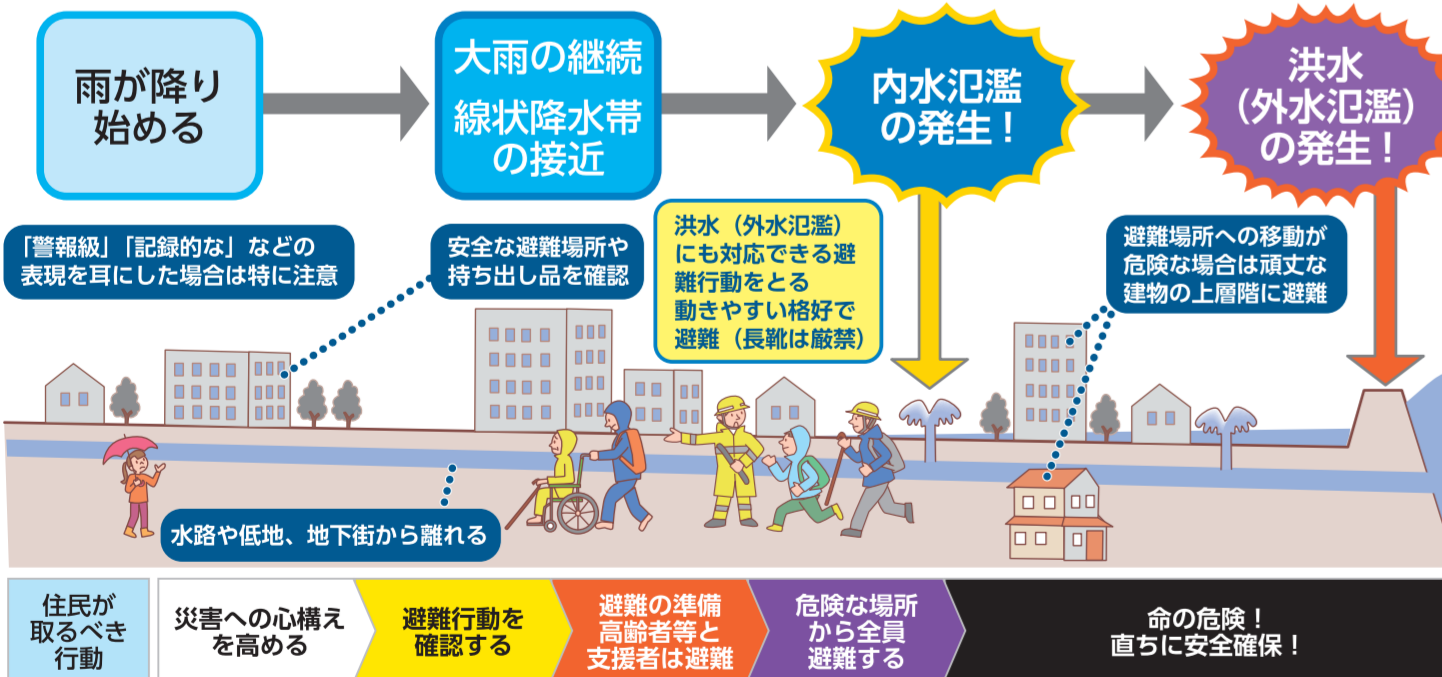 雨が降り
始める
大雨の継続
線状降水帯
の接近
内水氾濫
の発生！
洪水
（外水氾濫）
の発生！
「警報級」「記録的な」などの
表現を耳にした場合は特に注意
安全な避難場所や
持ち出し品を確認
洪水（外水氾濫）
にも対応できる避
難行動をとる
動きやすい格好で
避難（長靴は厳禁）
避難場所への移動が
危険な場合は頑丈な
建物の上層階に避難
水路や低地、地下街から離れる
住民が
取るべき
行動
災害への心構え
を高める
避難行動を
確認する
避難の準備
高齢者等と
支援者は避難
危険な場所
から全員
避難する
命の危険！
直ちに安全確保！